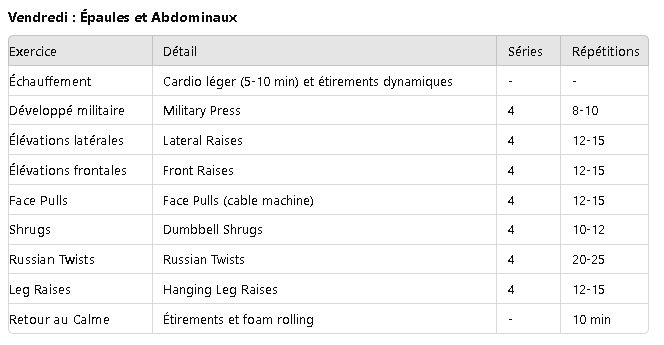 Vendredi : Épaules et Abdominaux
Exercice Détail Séries Répétitions
Échauffement Cardio léger (5-10 min) et étirements dynamiques - -
Développé militaire Military Press 4 8-10
Élévations latérales Lateral Raises 4 12-15
Élévations frontales Front Raises 4 12-15
Face Pulls Face Pulls (cable machine) 4 12-15
Shrugs Dumbbell Shrugs 4 10-12
Russian Twists Russian Twists 4 20-25
Leg Raises Hanging Leg Raises 4 12-15
Retour au Calme Étirements et foam rolling - 10 min